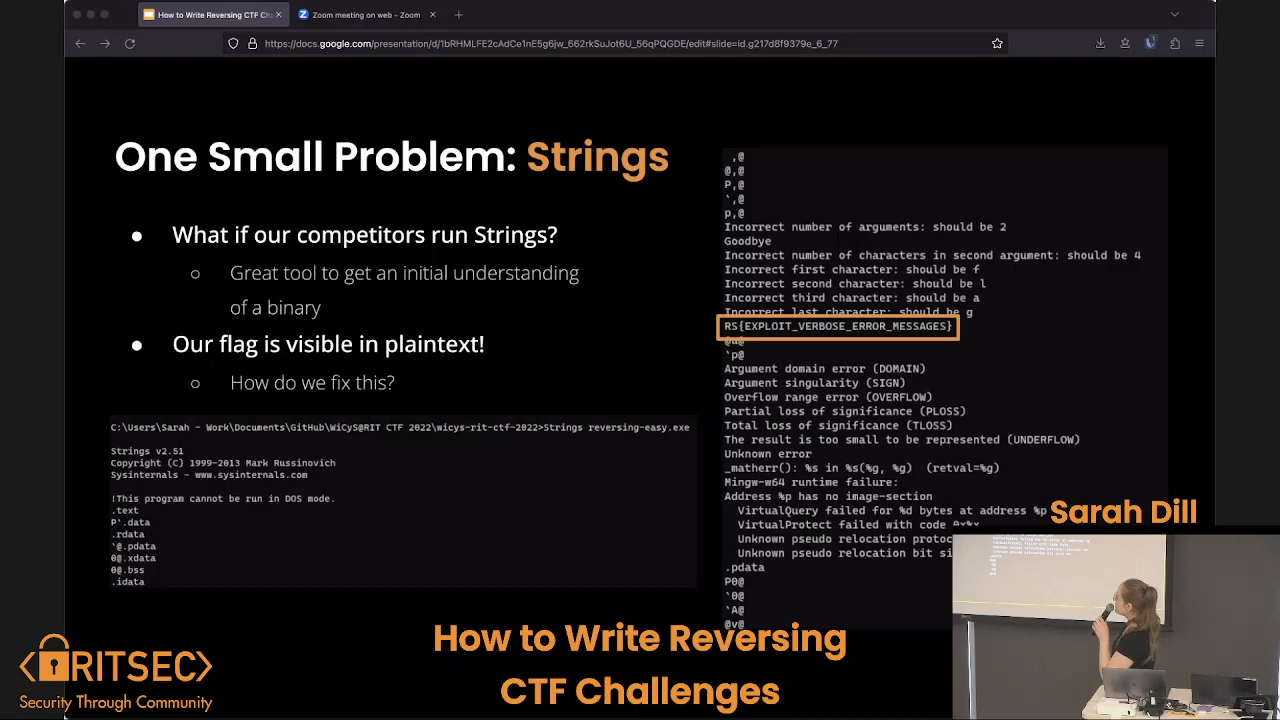 How to Write Reversing CTF Cha
Zoom meeting on web - Zoom
https://docs.google.com/presentation/d/1bRHMLFE2cAdCe1nE5g6jw_662rkSuJot6U_56qPQGDE/edit#slide=id.g217d8f9379e_6_77
One Small Problem: Strings
● What if our competitors run Strings?
○ Great tool to get an initial understanding
of a binary
● Our flag is visible in plaintext!
○ How do we fix this?
C:\Users\Sarah - Work\Documents\GitHub\WiCyS@RIT CTF 2022\wicys-rit-ctf-2022>Strings reversing-easy.exe
Strings v2.51
Copyright (C) 1999-2013 Mark Russinovich
Sysinternals - www.sysinternals.com
!This program cannot be run in DOS mode.
.text
P`.data
.rdata
`@.pdata
0@.xdata
0@.bss
.idata
,@
@,@
P,@
`,@
p,@
Incorrect number of arguments: should be 2
Goodbye
Incorrect number of characters in second argument: should be 4
Incorrect first character: should be f
Incorrect second character: should be l
Incorrect third character: should be a
Incorrect last character: should be g
RS{EXPLOIT_VERBOSE_ERROR_MESSAGES}
`p@
Argument domain error (DOMAIN)
Argument singularity (SIGN)
Overflow range error (OVERFLOW)
Partial loss of significance (PLOSS)
Total loss of significance (TLOSS)
The result is too small to be represented (UNDERFLOW)
Unknown error
_matherr(): %s in %s(%g, %g)  (retval=%g)
Mingw-w64 runtime failure:
Address %p has no image-section
VirtualQuery failed for %d bytes at address %p
VirtualProtect failed with code 0x%x
Unknown pseudo relocation protoc
Unknown pseudo relocation bit si
.pdata
P0@
`0@
`A@
@v@
Sarah Dill
How to Write Reversing
CTF Challenges
RITSEC
Security Through Community